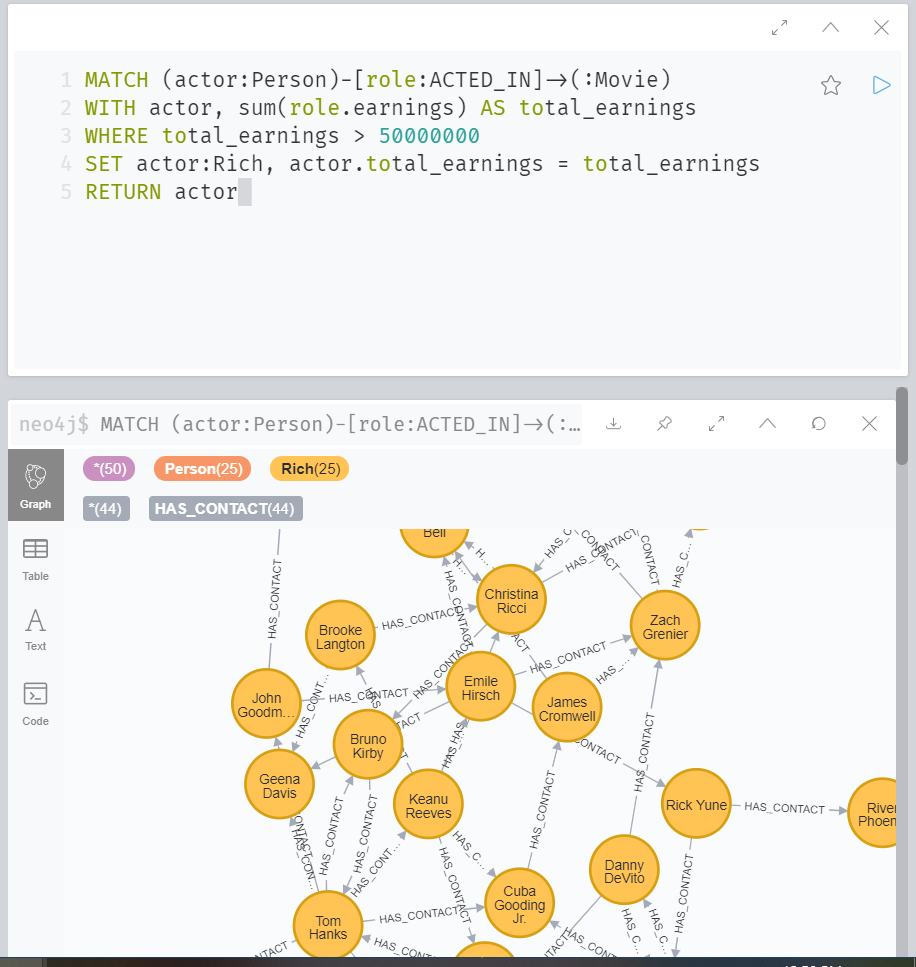 1 MATCH (actor:Person)-[role:ACTED_IN]→(:Movie)
2 WITH actor, sum(role.earnings) AS total_earnings
3 WHERE total_earnings > 50000000
4 SET actor:Rich, actor.total_earnings = total_earnings
5 RETURN actor
neo4j$ MATCH (actor:Person)-[role:ACTED_IN]→(:…
*(50) Person(25) Rich(25)
*(44) HAS_CONTACT(44)
Graph
Table
Text
Code
Bell
Christina
Ricci
Brooke
Langton
Zach
Grenier
Emile
Hirsch
John
Goodm…
James
Cromwell
Bruno
Kirby
Geena
Davis
Keanu
Reeves
Rick Yune
River
Phoen
Danny
DeVito
Cuba
Gooding
Jr.
Tom
Hanks
HAS_CONTACT
HAS_CONTACT
HAS_CONTACT
HAS_CONTACT
HAS_CONTACT
HAS_CONTACT
HAS_CONTACT
HAS_CONTACT
HAS_CONTACT
HAS_CONTACT
HAS_CONTACT
HAS_CONTACT
HAS_CONTACT
HAS_CONT…
HAS_CONT…
HAS_C…
HAS_C…
HAS_C…
HAS_C…